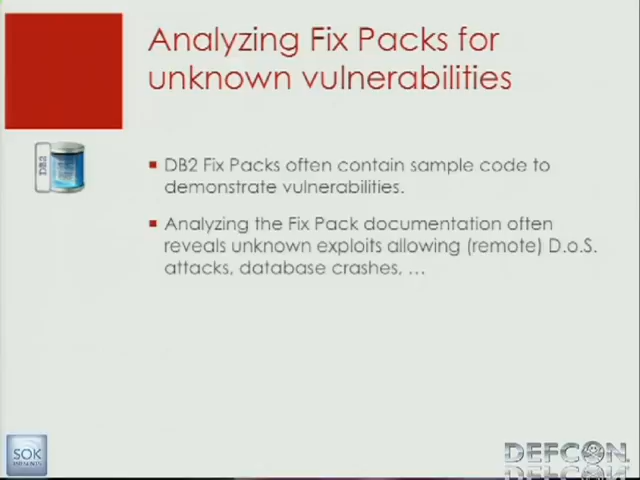 Analyzing Fix Packs for
unknown vulnerabilities
DB2
DB2 Fix Packs often contain sample code to
demonstrate vulnerabilities.
Analyzing the Fix Pack documentation often
reveals unknown exploits allowing (remote) D.o.S.
attacks, database crashes, …
SOK
DEFCON